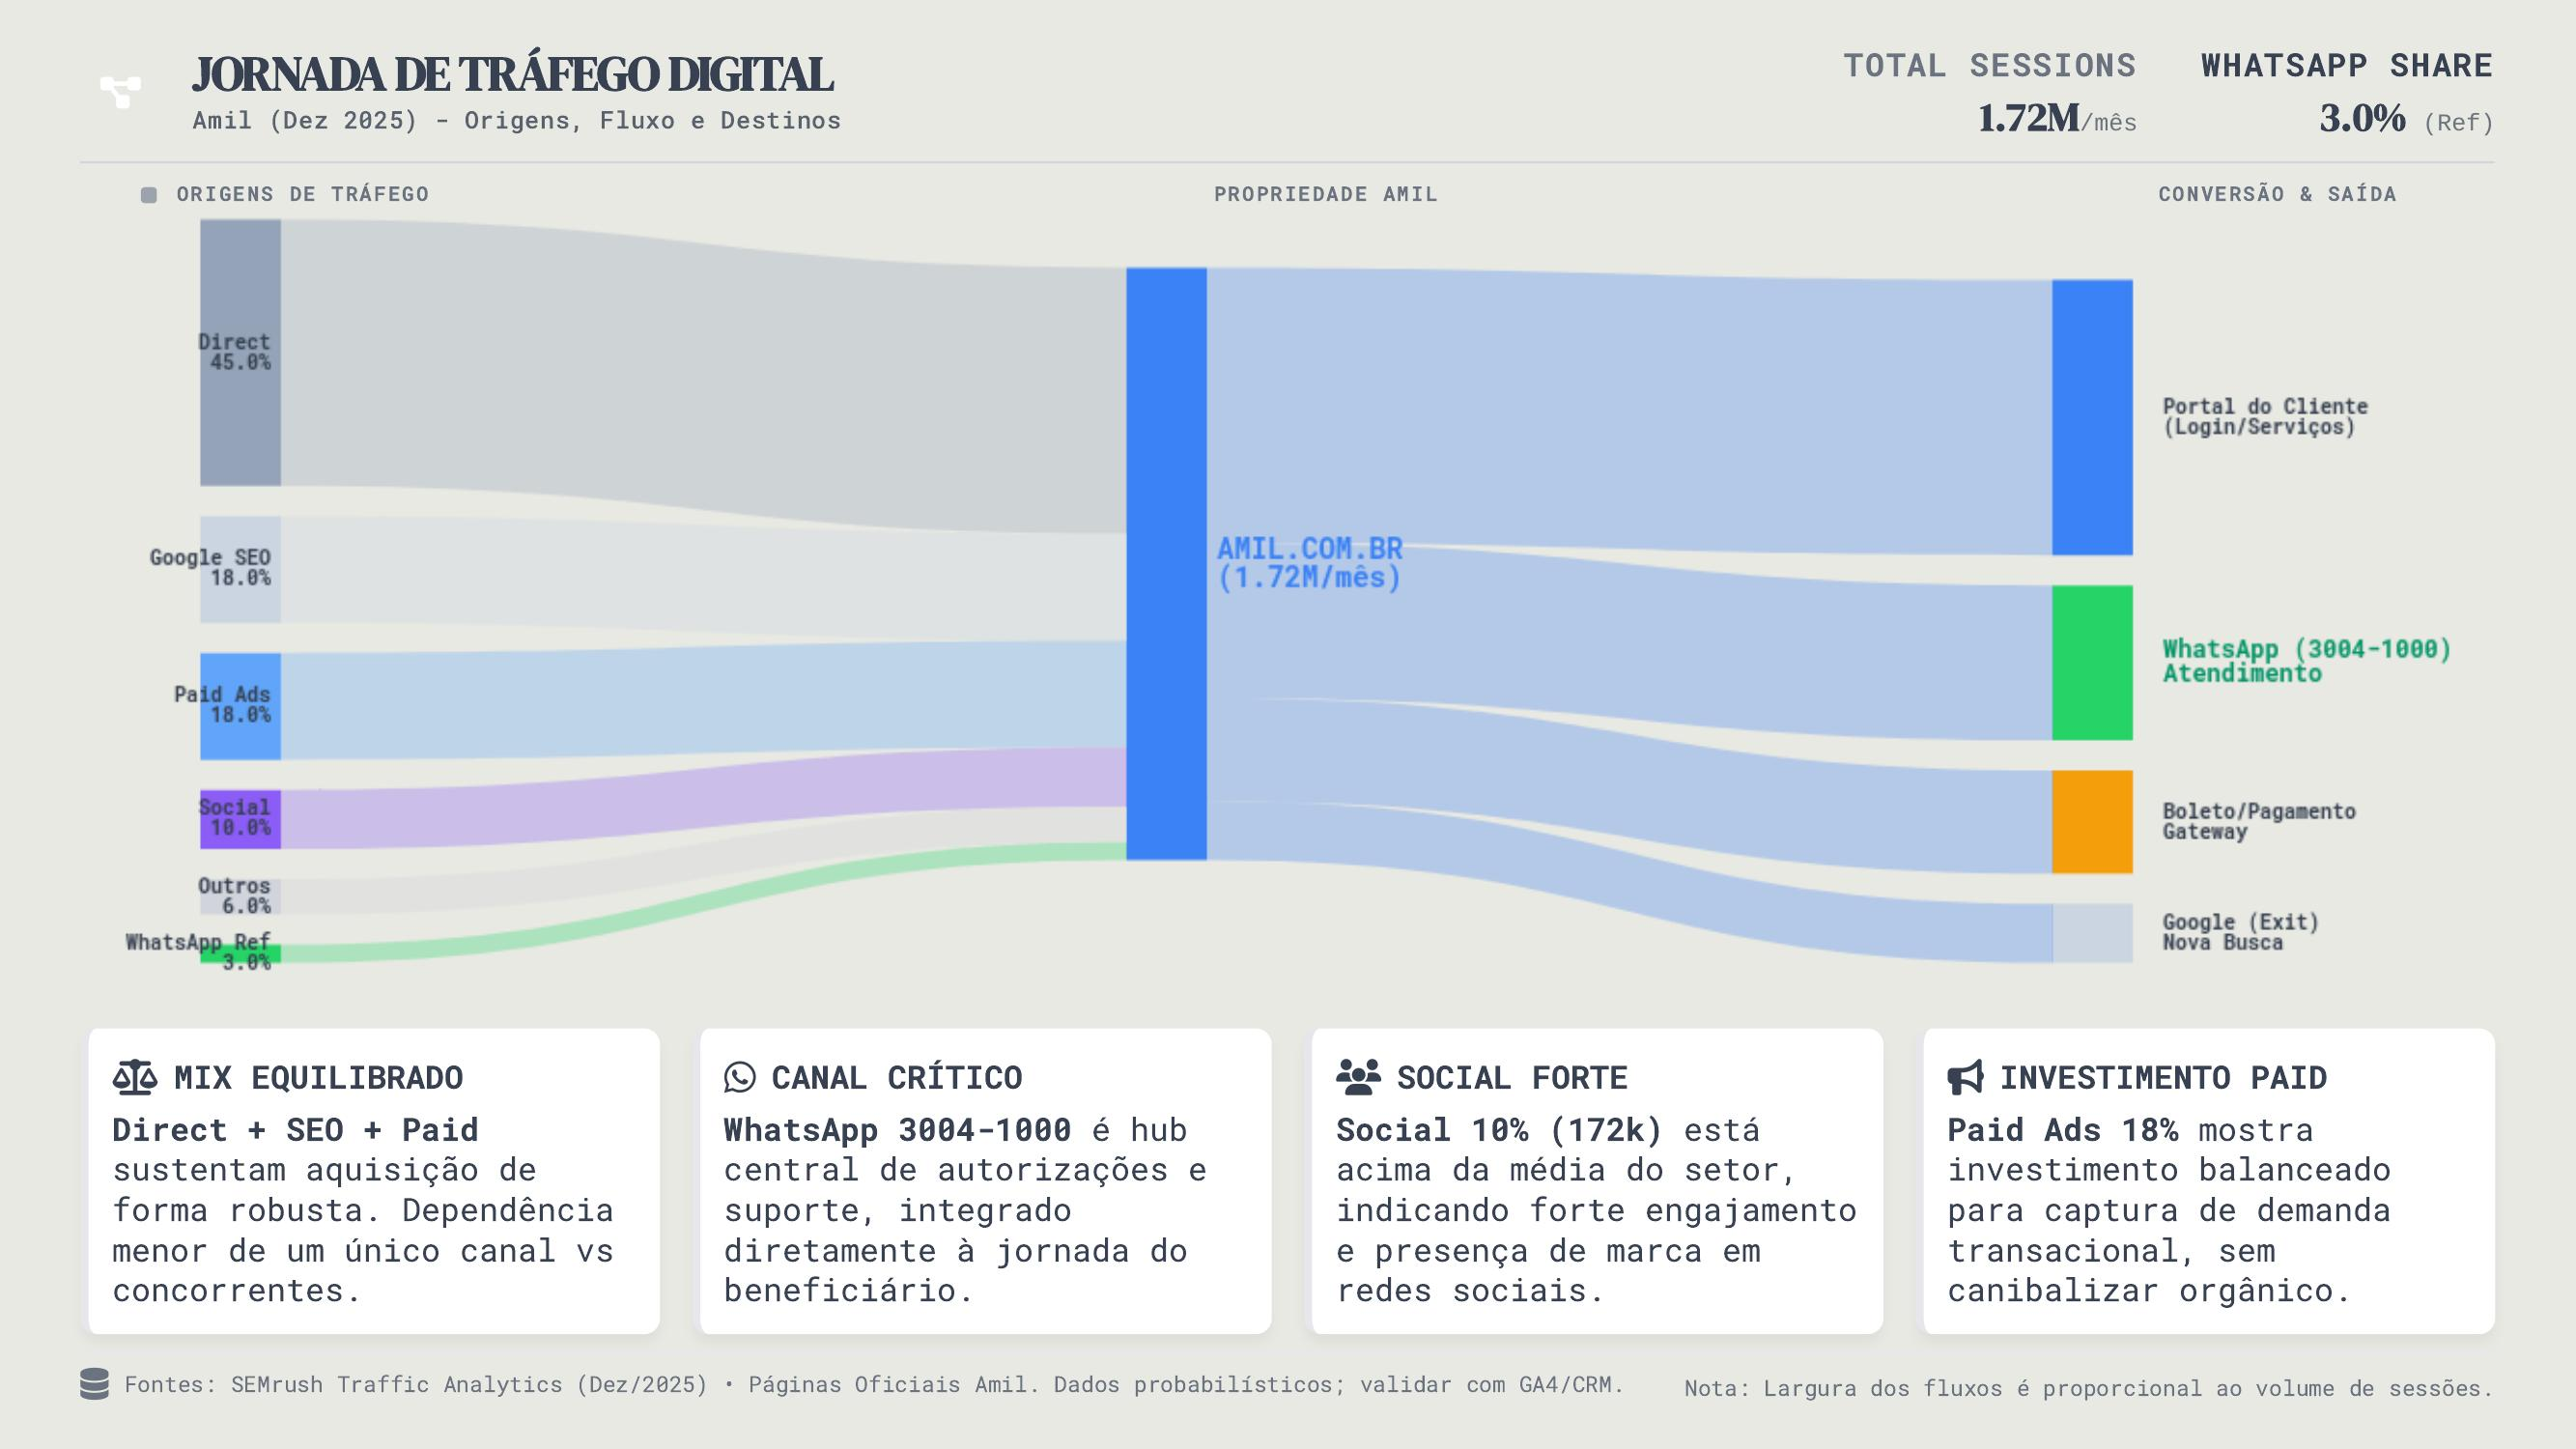 JORNADA DE TRÁFEGO DIGITAL
Amil (Dez 2025) - Origens, Fluxo e Destinos
TOTAL SESSIONS
1.72M/mês
WHATSAPP SHARE
3.0% (Ref)
ORIGENS DE TRÁFEGO
PROPRIEDADE AMIL
CONVERSÃO & SAÍDA
Direct
45.0%
Google SEO
18.0%
Paid Ads
18.0%
Social
10.0%
Outros
6.0%
WhatsApp Ref
3.0%
AMIL.COM.BR
(1.72M/mês)
Portal do Cliente
(Login/Serviços)
WhatsApp (3004-1000)
Atendimento
Boleto/Pagamento
Gateway
Google (Exit)
Nova Busca
MIX EQUILIBRADO
Direct + SEO + Paid
sustentam aquisição de
forma robusta. Dependência
menor de um único canal vs
concorrentes.
CANAL CRÍTICO
WhatsApp 3004-1000 é hub
central de autorizações e
suporte, integrado
diretamente à jornada do
beneficiário.
SOCIAL FORTE
Social 10% (172k) está
acima da média do setor,
indicando forte engajamento
e presença de marca em
redes sociais.
INVESTIMENTO PAID
Paid Ads 18% mostra
investimento balanceado
para captura de demanda
transacional, sem
canibalizar orgânico.
Fontes: SEMrush Traffic Analytics (Dez/2025) • Páginas Oficiais Amil. Dados probabilísticos; validar com GA4/CRM.
Nota: Largura dos fluxos é proporcional ao volume de sessões.